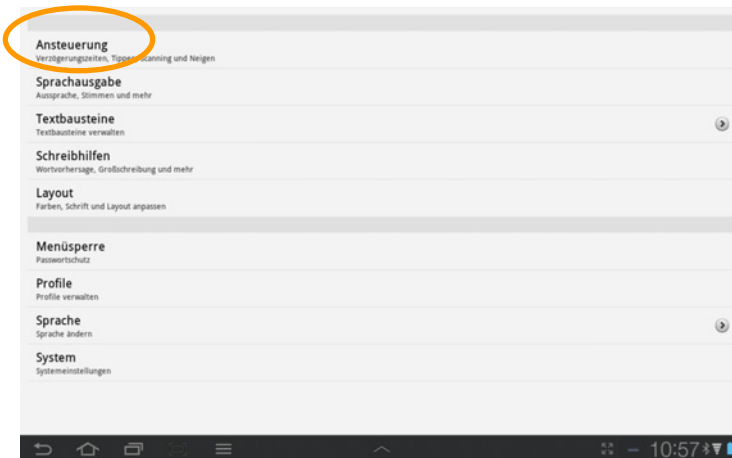 Ansteuerung
Verzögerungszeiten, Tippen, Scanning und Neigen
Sprachausgabe
Aussprache, Stimmen und mehr
Textbausteine
Textbausteine verwalten
Schreibhilfen
Wortvorhersage, Großschreibung und mehr
Layout
Farben, Schrift und Layout anpassen
Menüsperre
Passwortschutz
Profile
Profile verwalten
Sprache
Sprache ändern
System
Systemeinstellungen
10:57